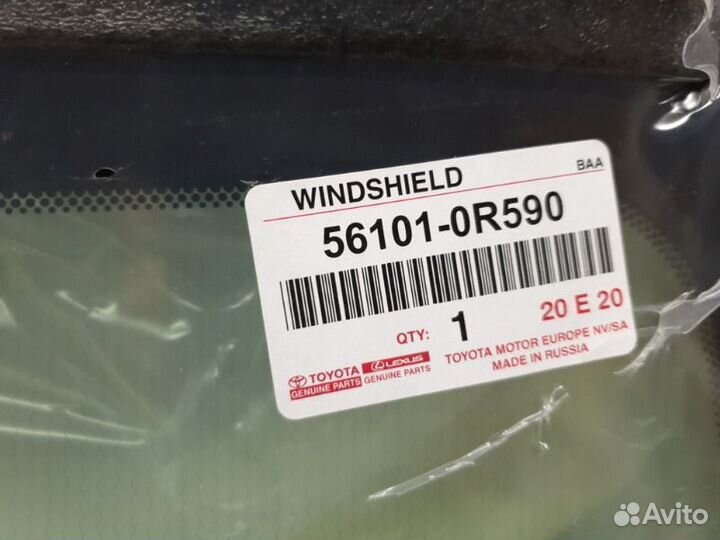 WINDSHIELD BAA
56101-0R590
QTY: 1 20 E 20
TOYOTA LEXUS TOYOTA MOTOR EUROPE NV/SA
GENUINE PARTS GENUINE PARTS MADE IN RUSSIA
Avito